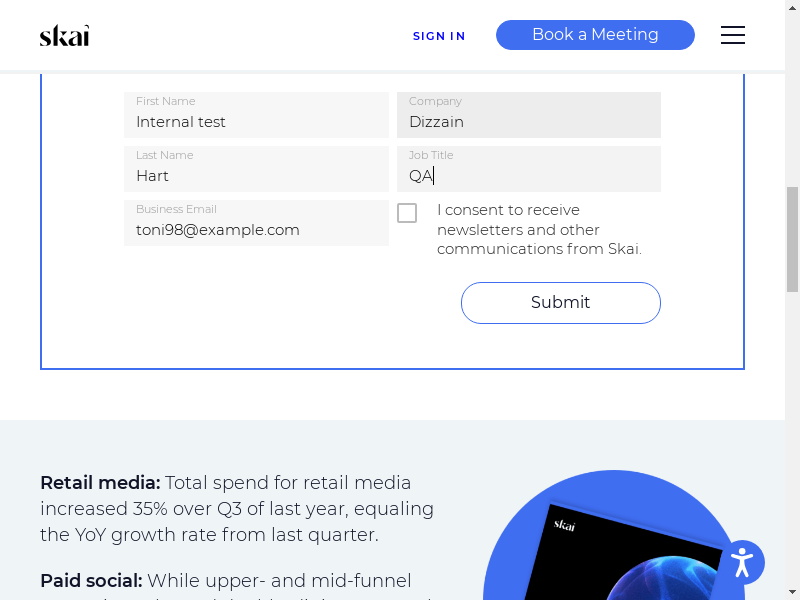 skai
SIGN IN
Book a Meeting
First Name
Internal test
Company
Dizzain
Last Name
Hart
Job Title
QA
Business Email
toni98@example.com
I consent to receive
newsletters and other
communications from Skai.
Submit
Retail media: Total spend for retail media
increased 35% over Q3 of last year, equaling
the YoY growth rate from last quarter.
Paid social: While upper- and mid-funnel
skai